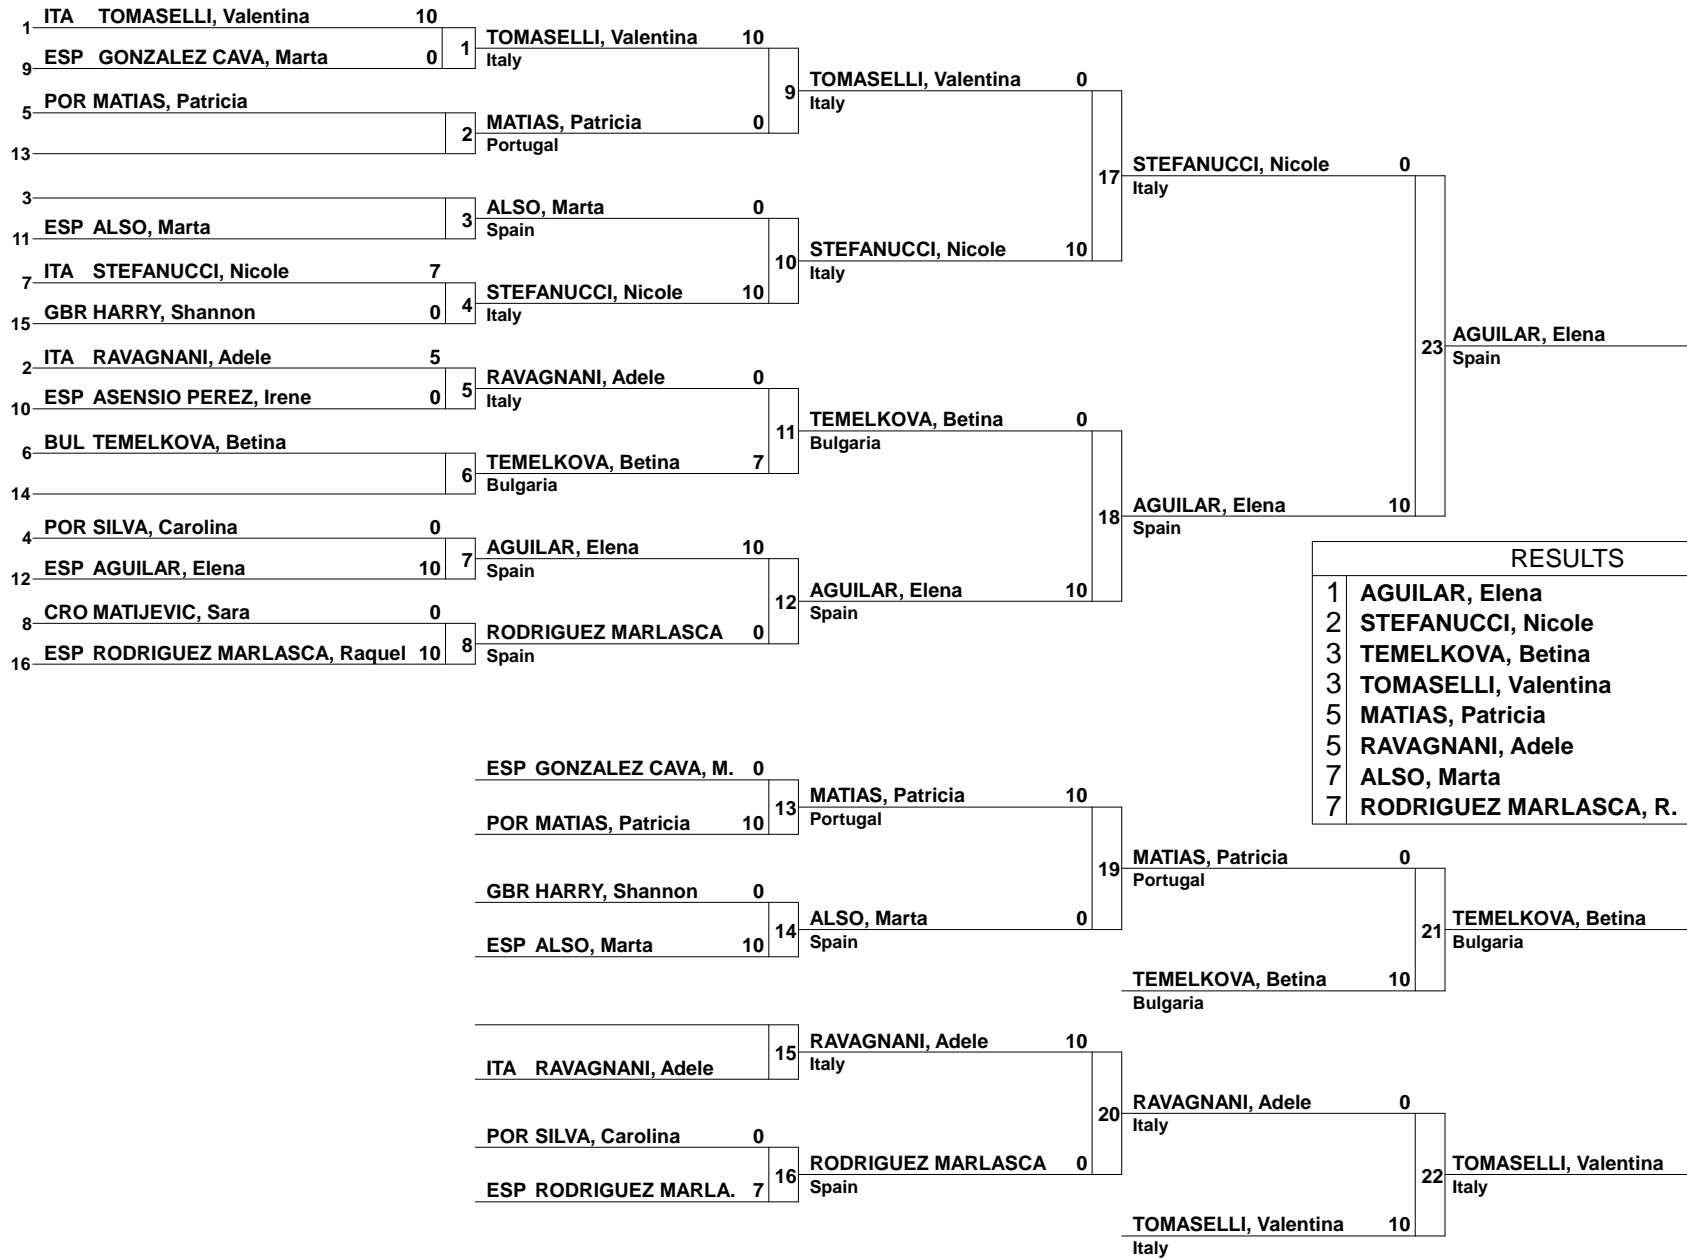 1 ITA TOMASELLI, Valentina 10
9 ESP GONZALEZ CAVA, Marta 0
1
5 POR MATIAS, Patricia
13
2
3
11 ESP ALSO, Marta
3
7 ITA STEFANUCCI, Nicole 7
15 GBR HARRY, Shannon 0
4
2 ITA RAVAGNANI, Adele 5
10 ESP ASENSIO PEREZ, Irene 0
5
6 BUL TEMELKOVA, Betina
14
6
4 POR SILVA, Carolina 0
12 ESP AGUILAR, Elena 10
7
8 CRO MATIJEVIC, Sara 0
16 ESP RODRIGUEZ MARLASCA, Raquel 10
8
TOMASELLI, Valentina 10
Italy
9
MATIAS, Patricia 0
Portugal
ALSO, Marta 0
Spain
10
STEFANUCCI, Nicole 10
Italy
RAVAGNANI, Adele 0
Italy
11
TEMELKOVA, Betina 7
Bulgaria
AGUILAR, Elena 10
Spain
12
RODRIGUEZ MARLASCA 0
Spain
TOMASELLI, Valentina 0
Italy
17
STEFANUCCI, Nicole 10
Italy
TEMELKOVA, Betina 0
Bulgaria
18
AGUILAR, Elena 10
Spain
STEFANUCCI, Nicole 0
Italy
23
AGUILAR, Elena 10
Spain
AGUILAR, Elena
Spain
RESULTS
1 AGUILAR, Elena
2 STEFANUCCI, Nicole
3 TEMELKOVA, Betina
3 TOMASELLI, Valentina
5 MATIAS, Patricia
5 RAVAGNANI, Adele
7 ALSO, Marta
7 RODRIGUEZ MARLASCA, R.
ESP GONZALEZ CAVA, M. 0
13
POR MATIAS, Patricia 10
GBR HARRY, Shannon 0
14
ESP ALSO, Marta 10
15
ITA RAVAGNANI, Adele
POR SILVA, Carolina 0
16
ESP RODRIGUEZ MARLA. 7
MATIAS, Patricia 10
Portugal
19
ALSO, Marta 0
Spain
RAVAGNANI, Adele 10
Italy
20
RODRIGUEZ MARLASCA 0
Spain
MATIAS, Patricia 0
Portugal
21
TEMELKOVA, Betina 10
Bulgaria
RAVAGNANI, Adele 0
Italy
22
TOMASELLI, Valentina 10
Italy
TEMELKOVA, Betina
Bulgaria
TOMASELLI, Valentina
Italy